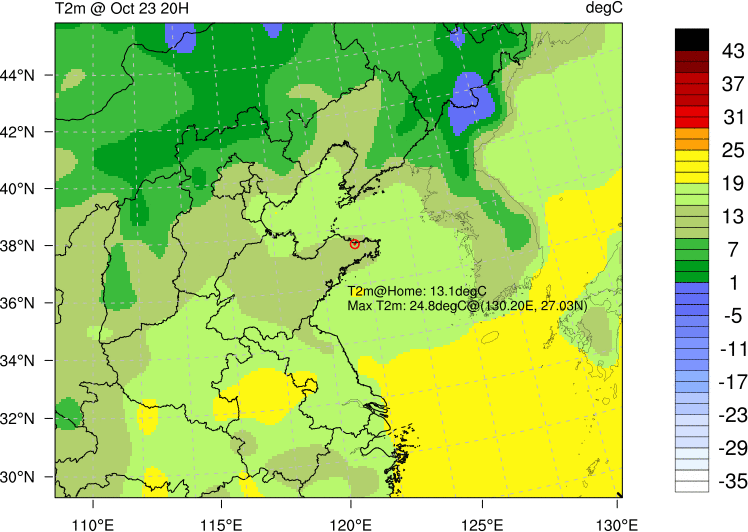 T2m @ Oct 23 20H
degC
44°N
42°N
40°N
38°N
36°N
34°N
32°N
30°N
T2m@Home: 13.1degC
Max T2m: 24.8degC@(130.20E, 27.03N)
110°E
115°E
120°E
125°E
130°E
43
37
31
25
19
13
7
1
-5
-11
-17
-23
-29
-35